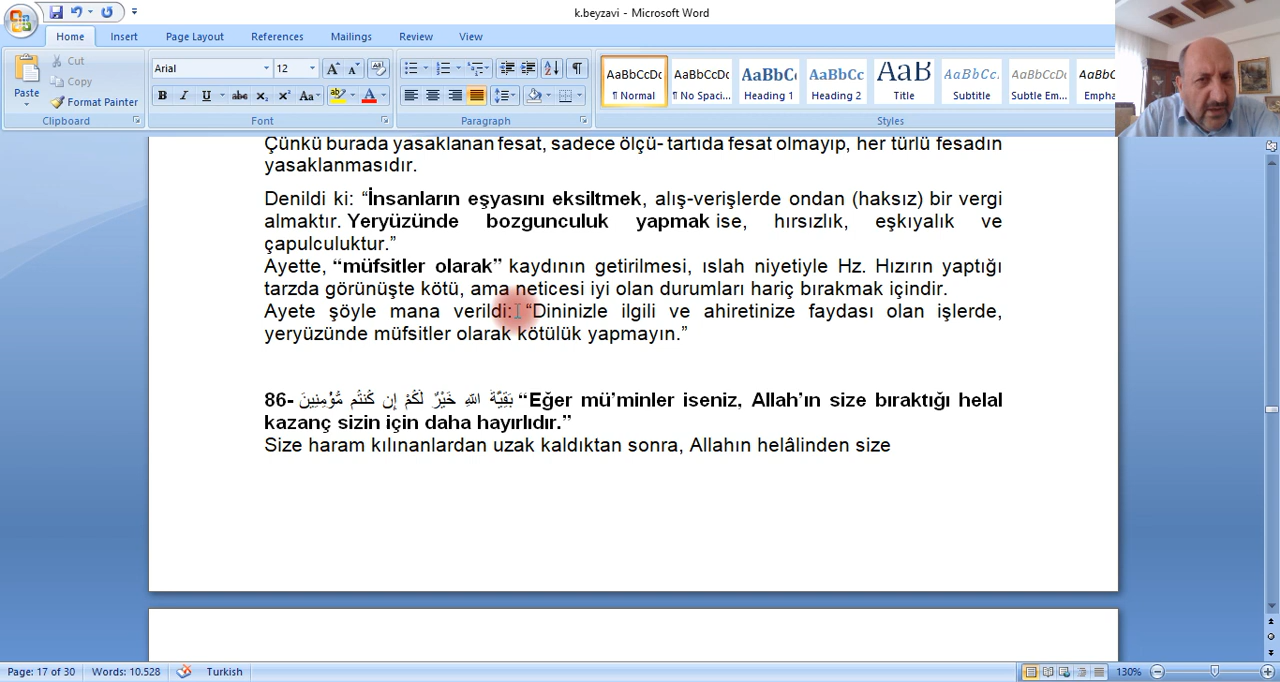 k.beyzavi - Microsoft Word
Home Insert Page Layout References Mailings Review View
Paste
Cut
Copy
Format Painter
Clipboard
Arial 12
Font
Paragraph
AaBbCcDc AaBbCcDc AaBbCc AaBbCc AaB AaBbCc. AaBbCcDc AaBbCc
¶ Normal ¶ No Spaci... Heading 1 Heading 2 Title Subtitle Subtle Em... Empha
Styles
Çünkü burada yasaklanan fesat, sadece ölçü- tartıda fesat olmayıp, her türlü fesadın
yasaklanmasıdır.
Denildi ki: “İnsanların eşyasını eksiltmek, alış-verişlerde ondan (haksız) bir vergi
almaktır. Yeryüzünde bozgunculuk yapmak ise, hırsızlık, eşkıyalık ve
çapulculuktur.”
Ayette, “müfsitler olarak” kaydının getirilmesi, ıslah niyetiyle Hz. Hızırın yaptığı
tarzda görünüşte kötü, ama neticesi iyi olan durumları hariç bırakmak içindir.
Ayete şöyle mana verildi: “Dininizle ilgili ve ahiretinize faydası olan işlerde,
yeryüzünde müfsitler olarak kötülük yapmayın.”
86- بَقِيَّةُ اللّهِ خَيْرٌ لَّكُمْ إِن كُنتُم مُّؤْمِنِينَ “Eğer mü’minler iseniz, Allah’ın size bıraktığı helal
kazanç sizin için daha hayırlıdır.”
Size haram kılınanlardan uzak kaldıktan sonra, Allahın helâlinden size
Page: 17 of 30 Words: 10.528 Turkish 130%